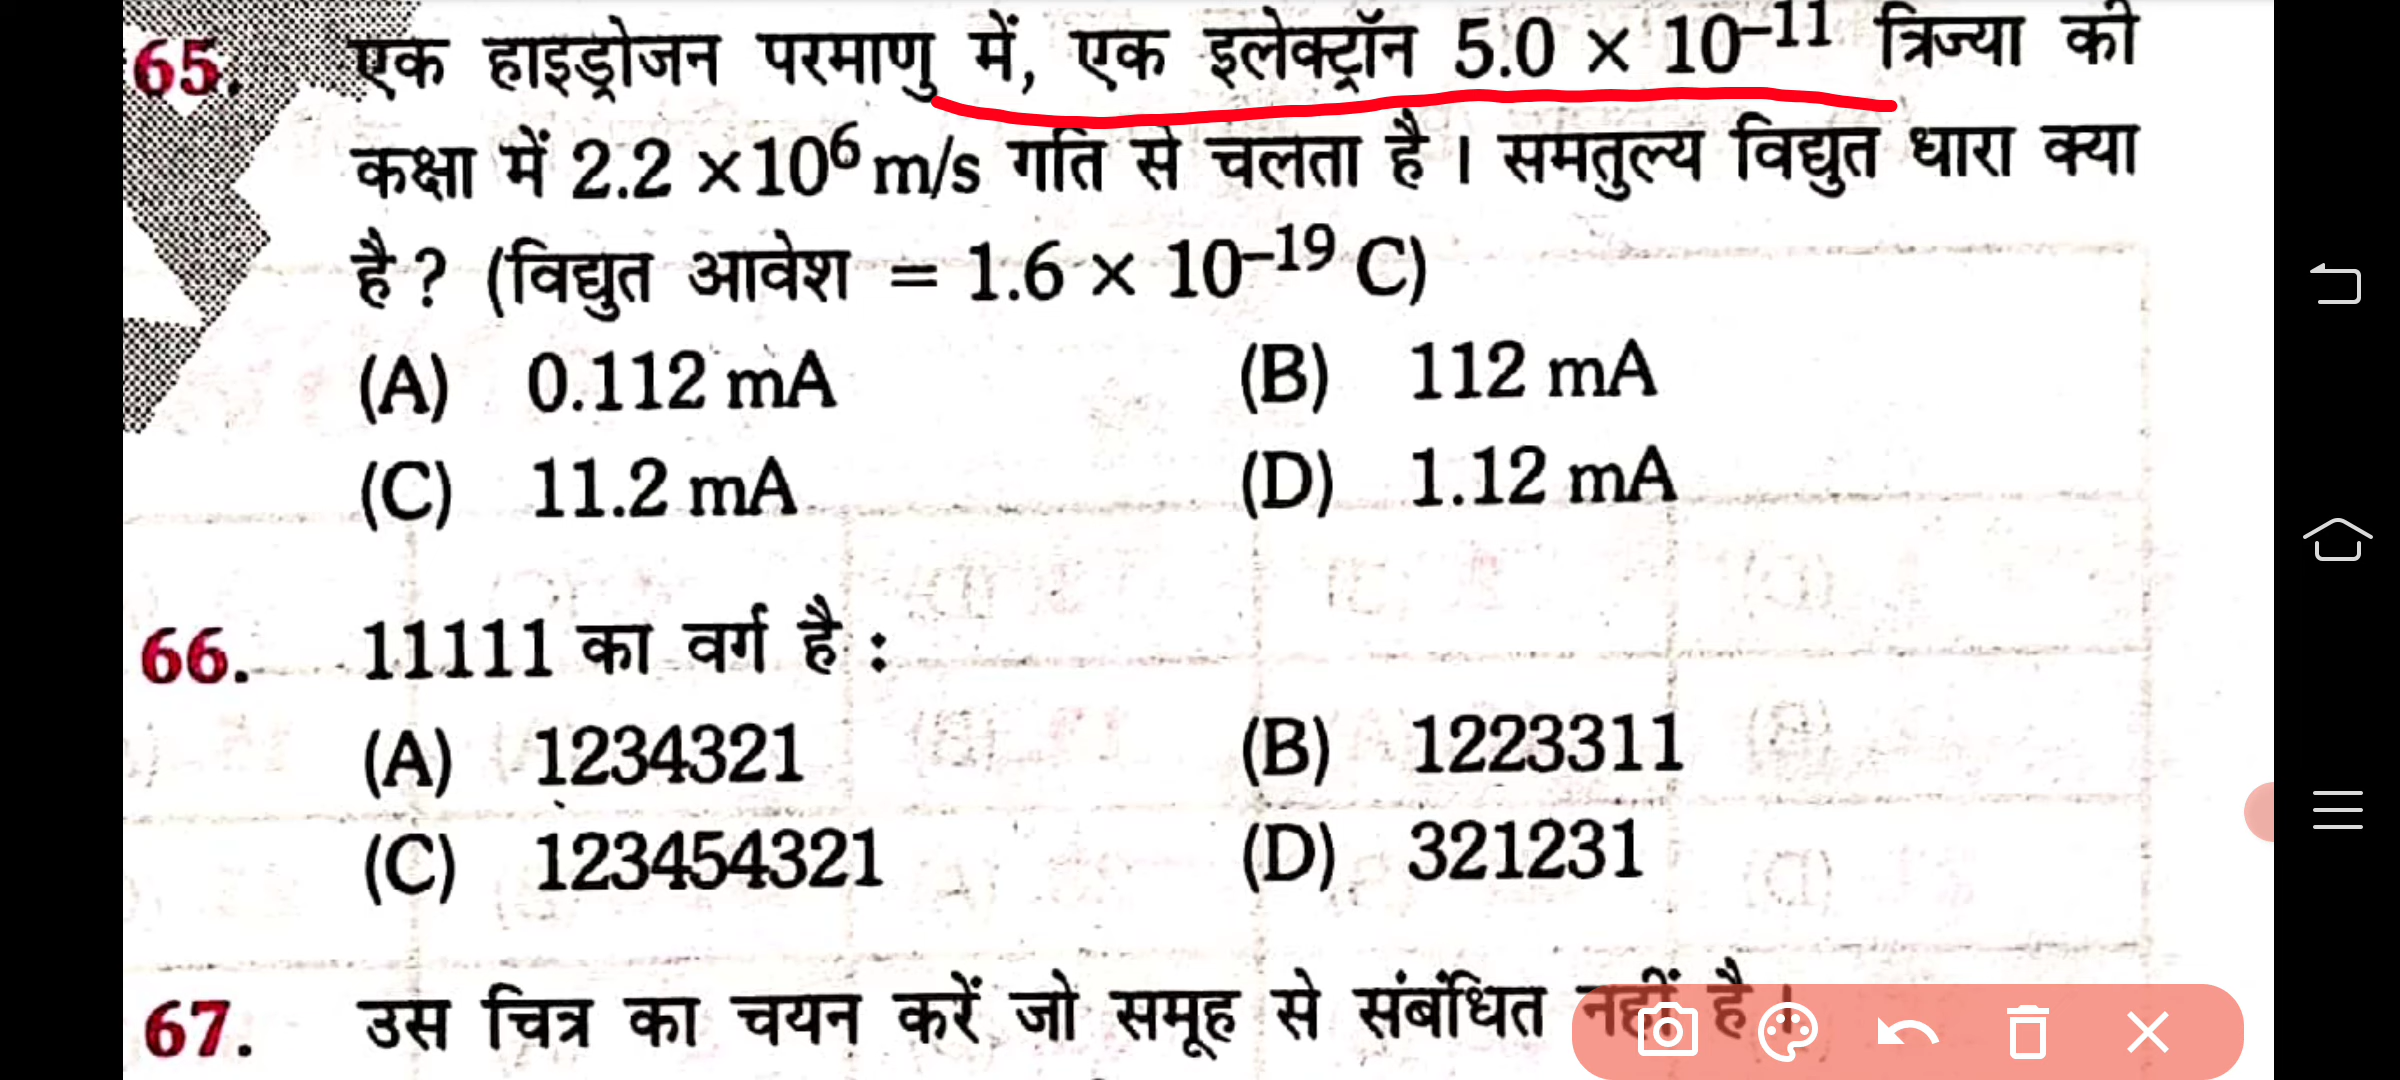 65. एक हाइड्रोजन परमाणु में, एक इलेक्ट्रॉन 5.0 × 10⁻¹¹ त्रिज्या की
कक्षा में 2.2 ×10⁶ m/s गति से चलता है। समतुल्य विद्युत धारा क्या
है? (विद्युत आवेश = 1.6 × 10⁻¹⁹ C)
(A) 0.112 mA (B) 112 mA
(C) 11.2 mA (D) 1.12 mA
66. 11111 का वर्ग है :
(A) 1234321 (B) 1223311
(C) 123454321 (D) 321231
67. उस चित्र का चयन करें जो समूह से संबंधित नहीं है।